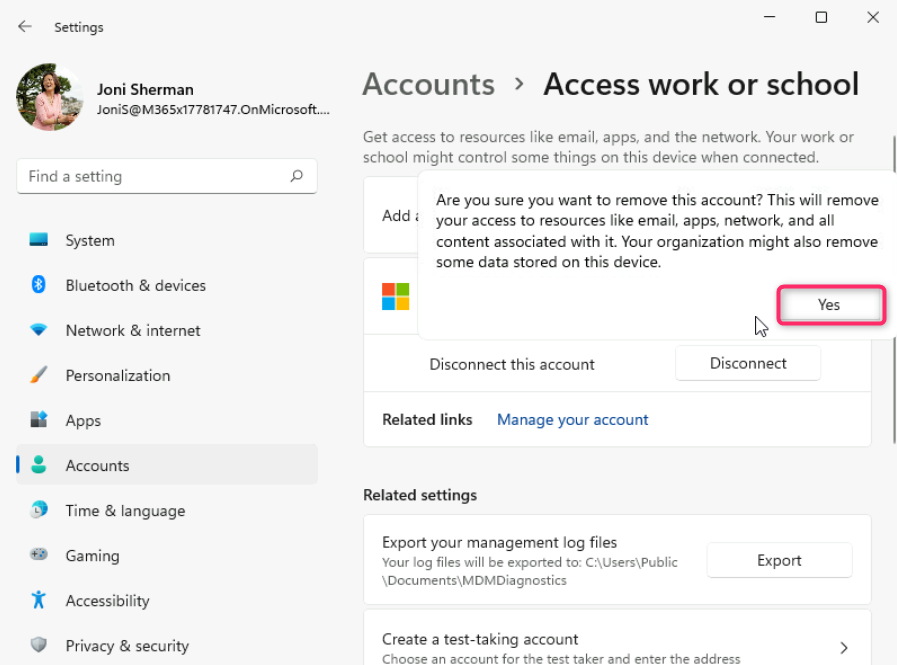 Settings
Joni Sherman
JoniS@M365x17781747.OnMicrosoft....
Find a setting
System
Bluetooth & devices
Network & internet
Personalization
Apps
Accounts
Time & language
Gaming
Accessibility
Privacy & security
Accounts > Access work or school
Get access to resources like email, apps, and the network. Your work or
school might control some things on this device when connected.
Add a
Are you sure you want to remove this account? This will remove
your access to resources like email, apps, network, and all
content associated with it. Your organization might also remove
some data stored on this device.
Yes
Disconnect this account
Disconnect
Related links Manage your account
Related settings
Export your management log files
Your log files will be exported to: C:\Users\Public
\Documents\MDMDiagnostics
Export
Create a test-taking account
Choose an account for the test taker and enter the address